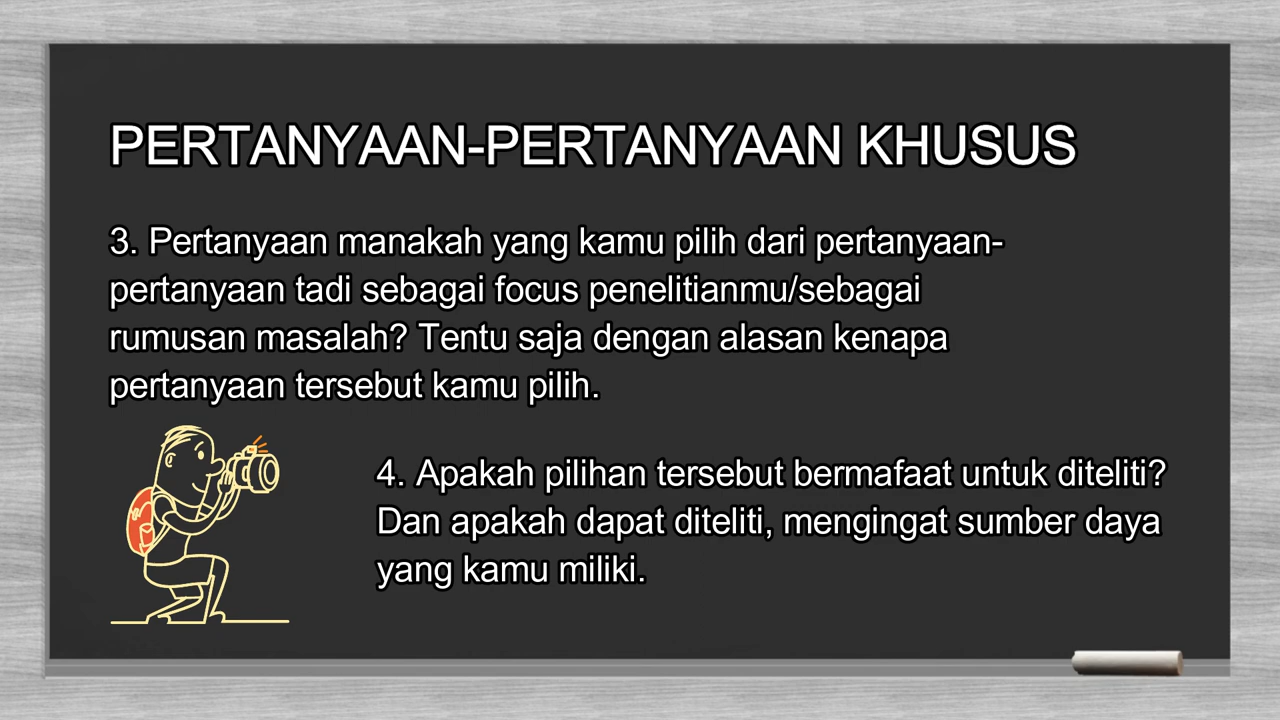 PERTANYAAN-PERTANYAAN KHUSUS
3. Pertanyaan manakah yang kamu pilih dari pertanyaan-
pertanyaan tadi sebagai focus penelitianmu/sebagai
rumusan masalah? Tentu saja dengan alasan kenapa
pertanyaan tersebut kamu pilih.
4. Apakah pilihan tersebut bermafaat untuk diteliti?
Dan apakah dapat diteliti, mengingat sumber daya
yang kamu miliki.